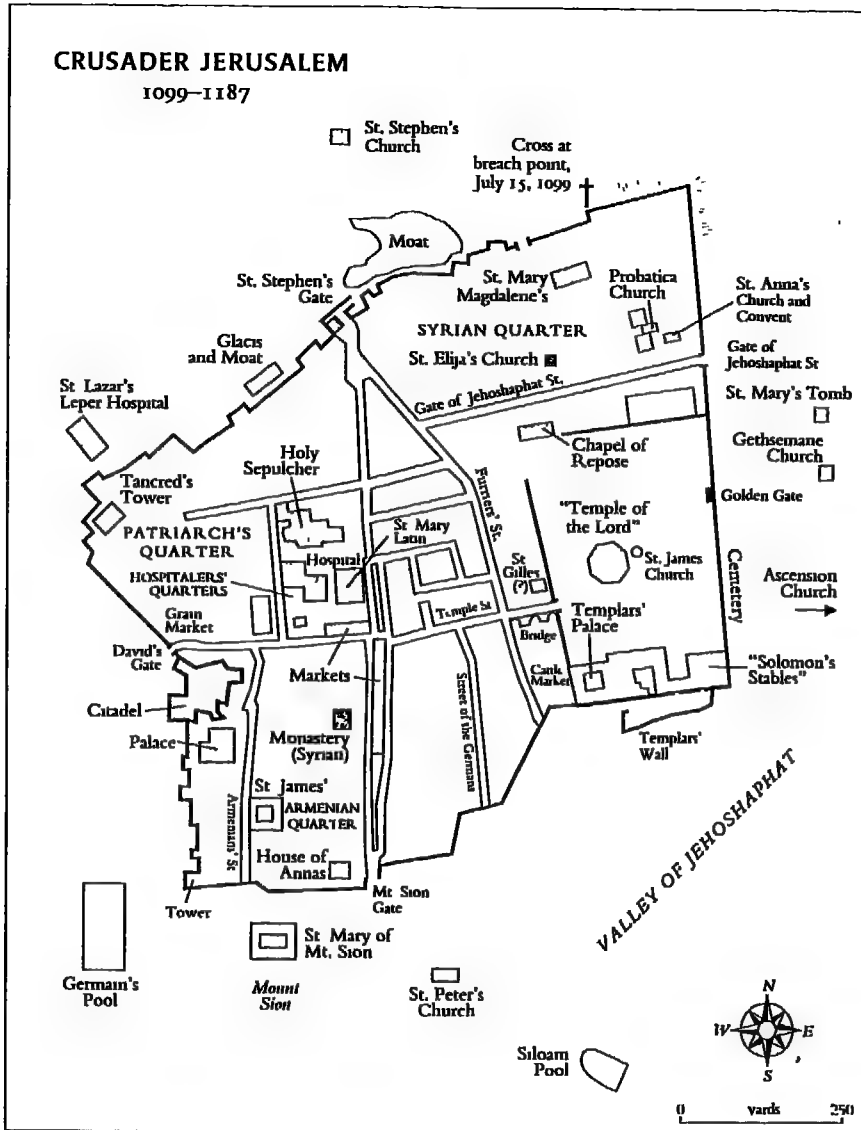 CRUSADER JERUSALEM
1099–1187
St. Stephen's
Church
Cross at
breach point,
July 15, 1099
Moat
St. Stephen's
Gate
St. Mary
Magdalene's
Probatica
Church
St. Anna's
Church and
Convent
SYRIAN QUARTER
Glacis
and Moat
St. Elija's Church
Gate of
Jehoshaphat St
Gate of Jehoshaphat St.
St Lazar's
Leper Hospital
St. Mary's Tomb
Chapel of
Repose
Gethsemane
Church
Holy
Sepulcher
Furriers' St.
Tancred's
Tower
Golden Gate
"Temple of
the Lord"
PATRIARCH'S
QUARTER
St Mary
Latin
Hospital
St
Gilles
(?)
St. James
Church
HOSPITALERS'
QUARTERS
Cemetery
Ascension
Church
Grain
Market
Temple St
Templars'
Palace
Bridge
David's
Gate
Markets
Street of the Germans
Market
"Solomon's
Stables"
Citadel
Palace
Monastery
(Syrian)
Templars'
Wall
St James'
Armenians' St
ARMENIAN
QUARTER
House of
Annas
Mt Sion
Gate
VALLEY OF JEHOSHAPHAT
Tower
St Mary of
Mt. Sion
Germain's
Pool
Mount
Sion
St. Peter's
Church
Siloam
Pool
N
W
E
S
0 yards 250